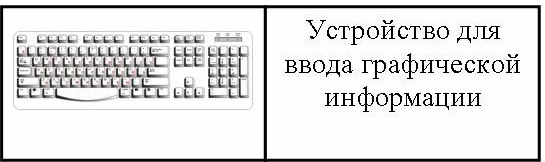 Устройство для
ввода графической
информации